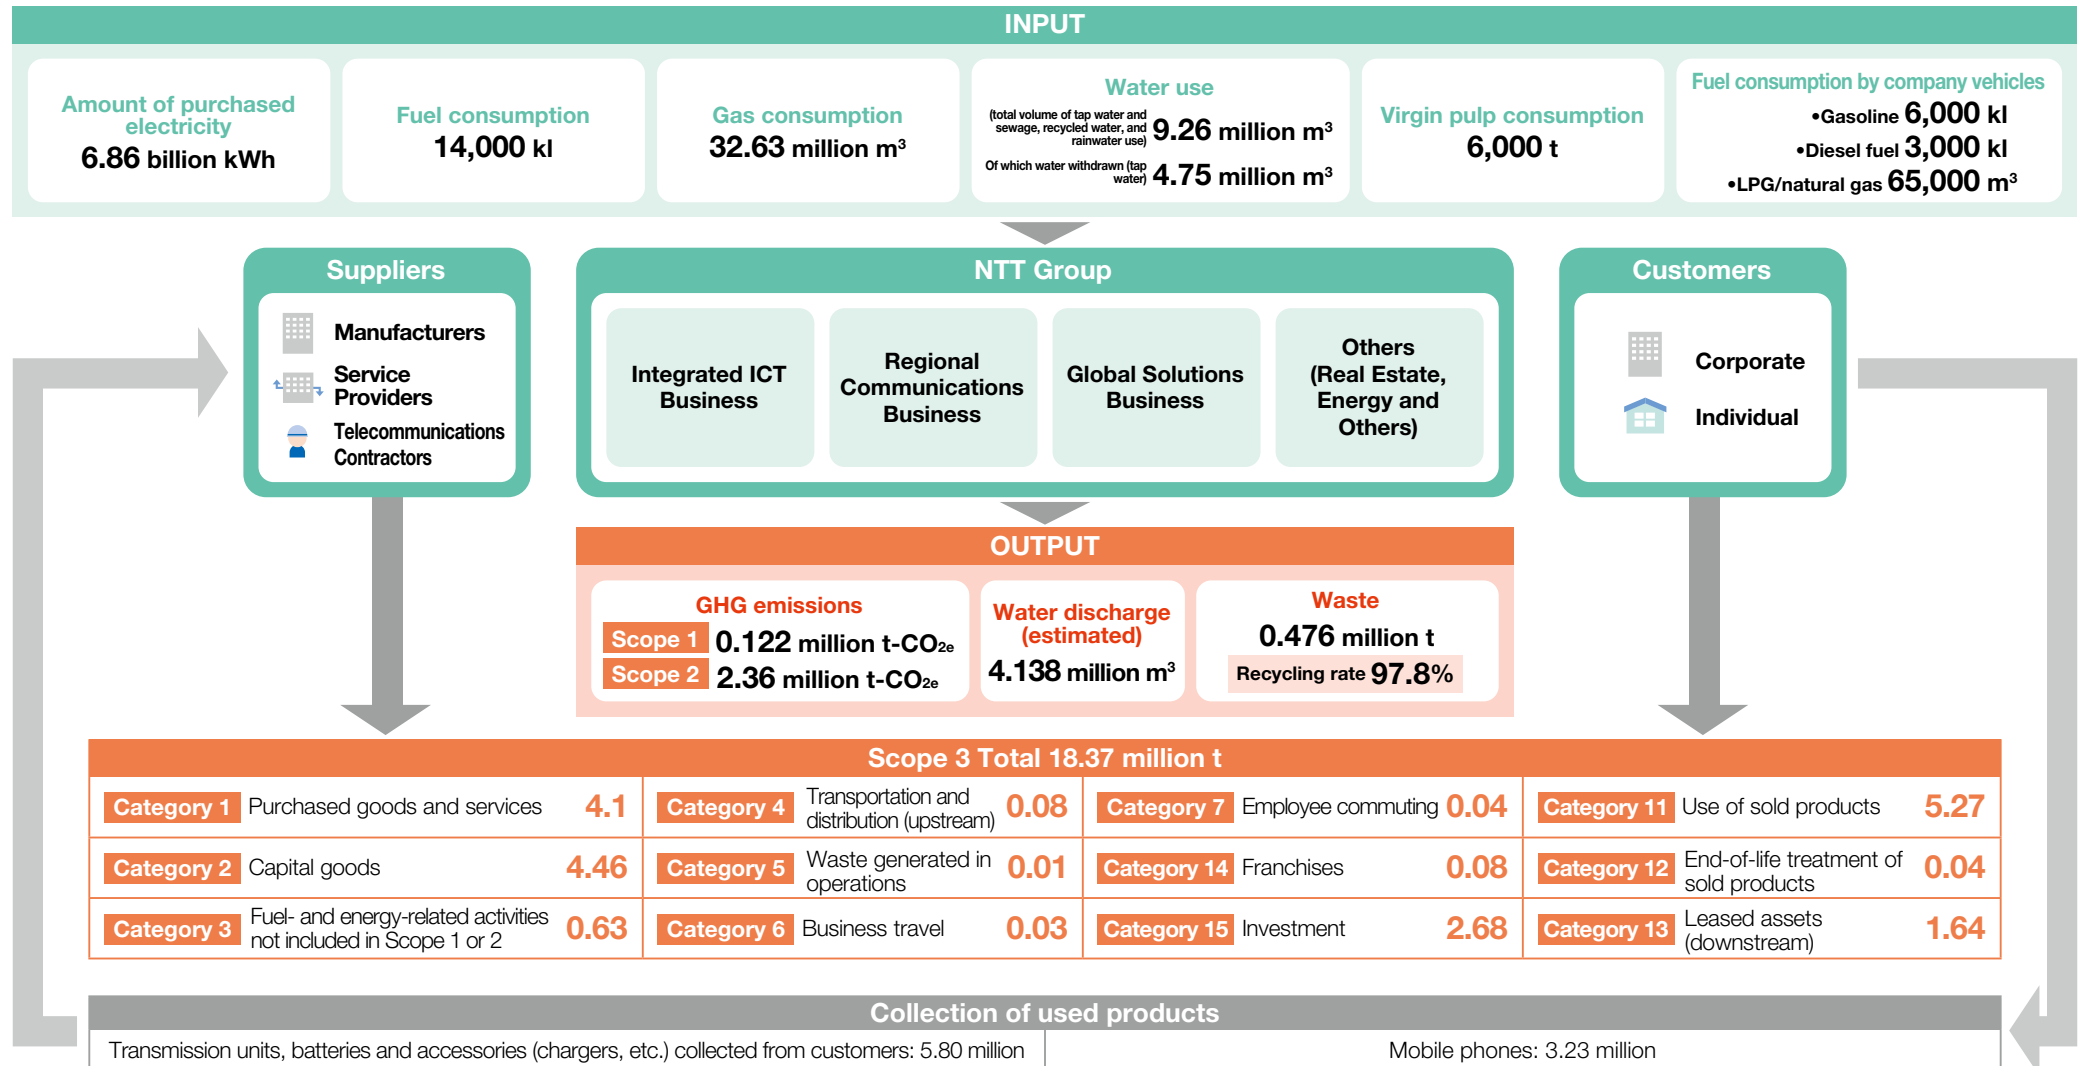 INPUT
Amount of purchased
electricity
6.86 billion kWh
Fuel consumption
14,000 kl
Gas consumption
32.63 million m³
Water use
(total volume of tap water and
sewage, recycled water, and
rainwater use)
9.26 million m³
Of which water withdrawn (tap
water)
4.75 million m³
Virgin pulp consumption
6,000 t
Fuel consumption by company vehicles
•Gasoline 6,000 kl
•Diesel fuel 3,000 kl
•LPG/natural gas 65,000 m³
Suppliers
Manufacturers
Service
Providers
Telecommunications
Contractors
NTT Group
Integrated ICT
Business
Regional
Communications
Business
Global Solutions
Business
Others
(Real Estate,
Energy and
Others)
Customers
Corporate
Individual
OUTPUT
GHG emissions
Scope 1 0.122 million t-CO₂e
Scope 2 2.36 million t-CO₂e
Water discharge
(estimated)
4.138 million m³
Waste
0.476 million t
Recycling rate 97.8%
Scope 3 Total 18.37 million t
Category 1 Purchased goods and services 4.1
Category 2 Capital goods 4.46
Category 3 Fuel- and energy-related activities
not included in Scope 1 or 2 0.63
Category 4 Transportation and
distribution (upstream) 0.08
Category 5 Waste generated in
operations 0.01
Category 6 Business travel 0.03
Category 7 Employee commuting 0.04
Category 14 Franchises 0.08
Category 15 Investment 2.68
Category 11 Use of sold products 5.27
Category 12 End-of-life treatment of
sold products 0.04
Category 13 Leased assets
(downstream) 1.64
Collection of used products
Transmission units, batteries and accessories (chargers, etc.) collected from customers: 5.80 million
Mobile phones: 3.23 million